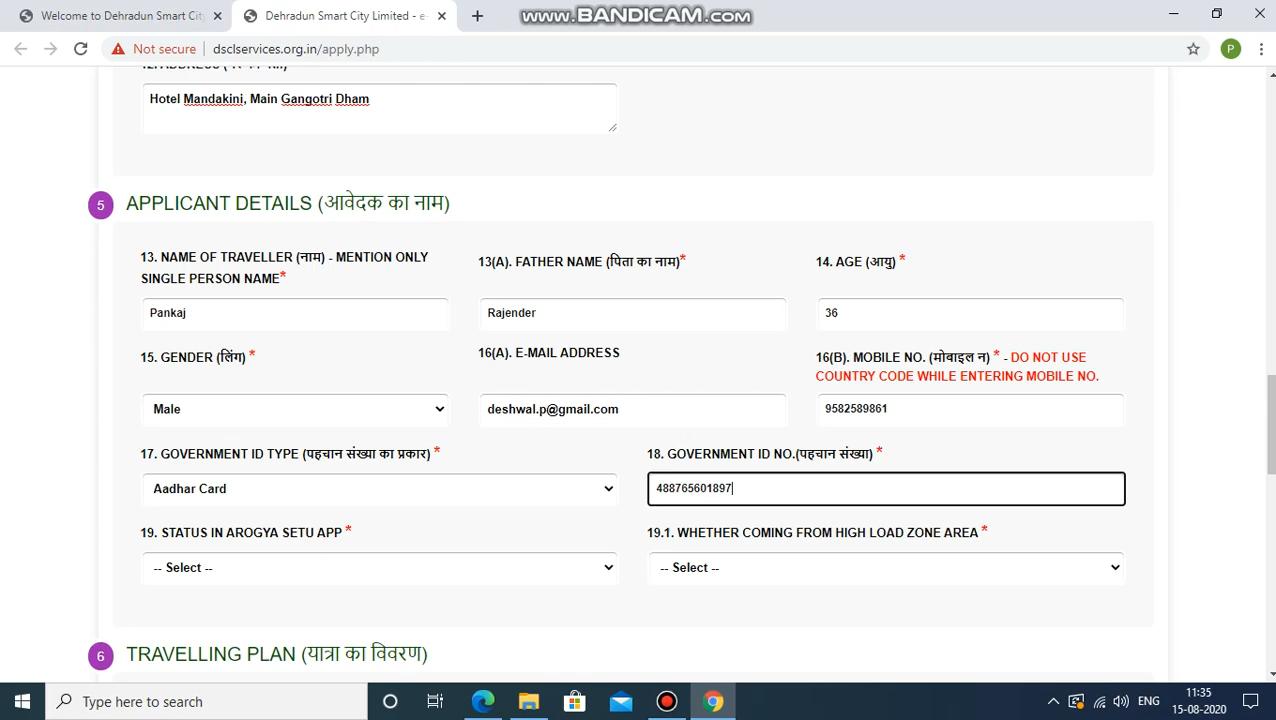 Welcome to Dehradun Smart City
Dehradun Smart City Limited - e-
www.BANDICAM.com
Not secure
dsclservices.org.in/apply.php
P
Hotel Mandakini, Main Gangotri Dham
5
APPLICANT DETAILS (आवेदक का नाम)
13. NAME OF TRAVELLER (नाम) - MENTION ONLY SINGLE PERSON NAME*
13(A). FATHER NAME (पिता का नाम)*
14. AGE (आयु) *
Pankaj
Rajender
36
15. GENDER (लिंग) *
16(A). E-MAIL ADDRESS
16(B). MOBILE NO. (मोबाइल न) * - DO NOT USE COUNTRY CODE WHILE ENTERING MOBILE NO.
Male
deshwal.p@gmail.com
9582589861
17. GOVERNMENT ID TYPE (पहचान संख्या का प्रकार) *
18. GOVERNMENT ID NO.(पहचान संख्या) *
Aadhar Card
488765601897
19. STATUS IN AROGYA SETU APP *
19.1. WHETHER COMING FROM HIGH LOAD ZONE AREA *
-- Select --
-- Select --
6
TRAVELLING PLAN (यात्रा का विवरण)
Type here to search
ENG
11:35
15-08-2020